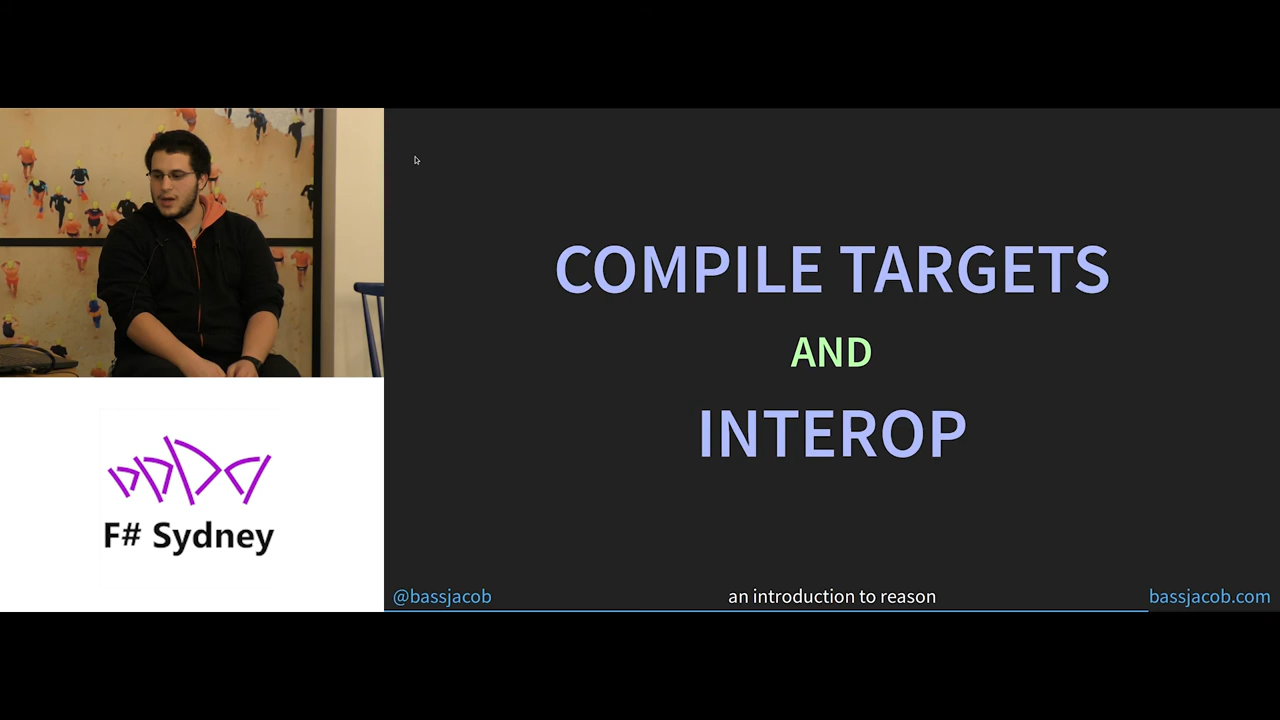 COMPILE TARGETS
AND
INTEROP
F# Sydney
@bassjacob
an introduction to reason
bassjacob.com